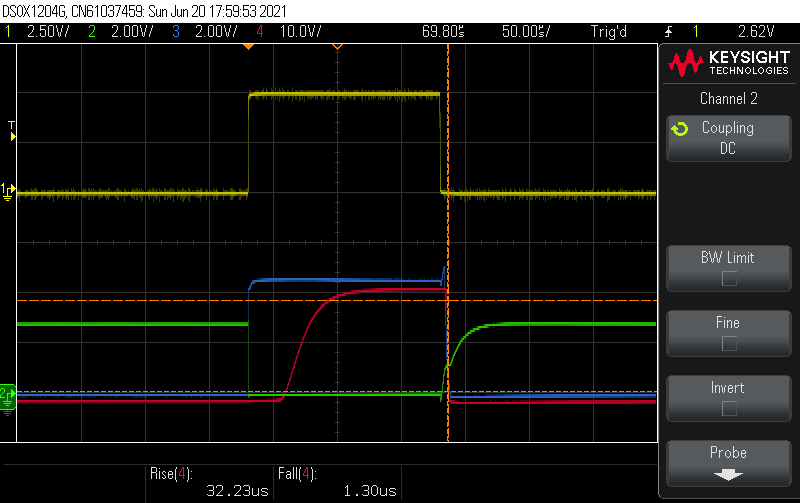 DSOX1204G, CN61037459: Sun Jun 20 17:59:53 2021
1 2.50V/ 2 2.00V/ 3 2.00V/ 4 10.0V/ 69.80µs 50.00µs/ Trig'd 1 2.62V
KEYSIGHT
TECHNOLOGIES
Channel 2
Coupling
DC
BW Limit
Fine
Invert
Probe
T
1
2
Rise(4):
32.23us
Fall(4):
1.30us